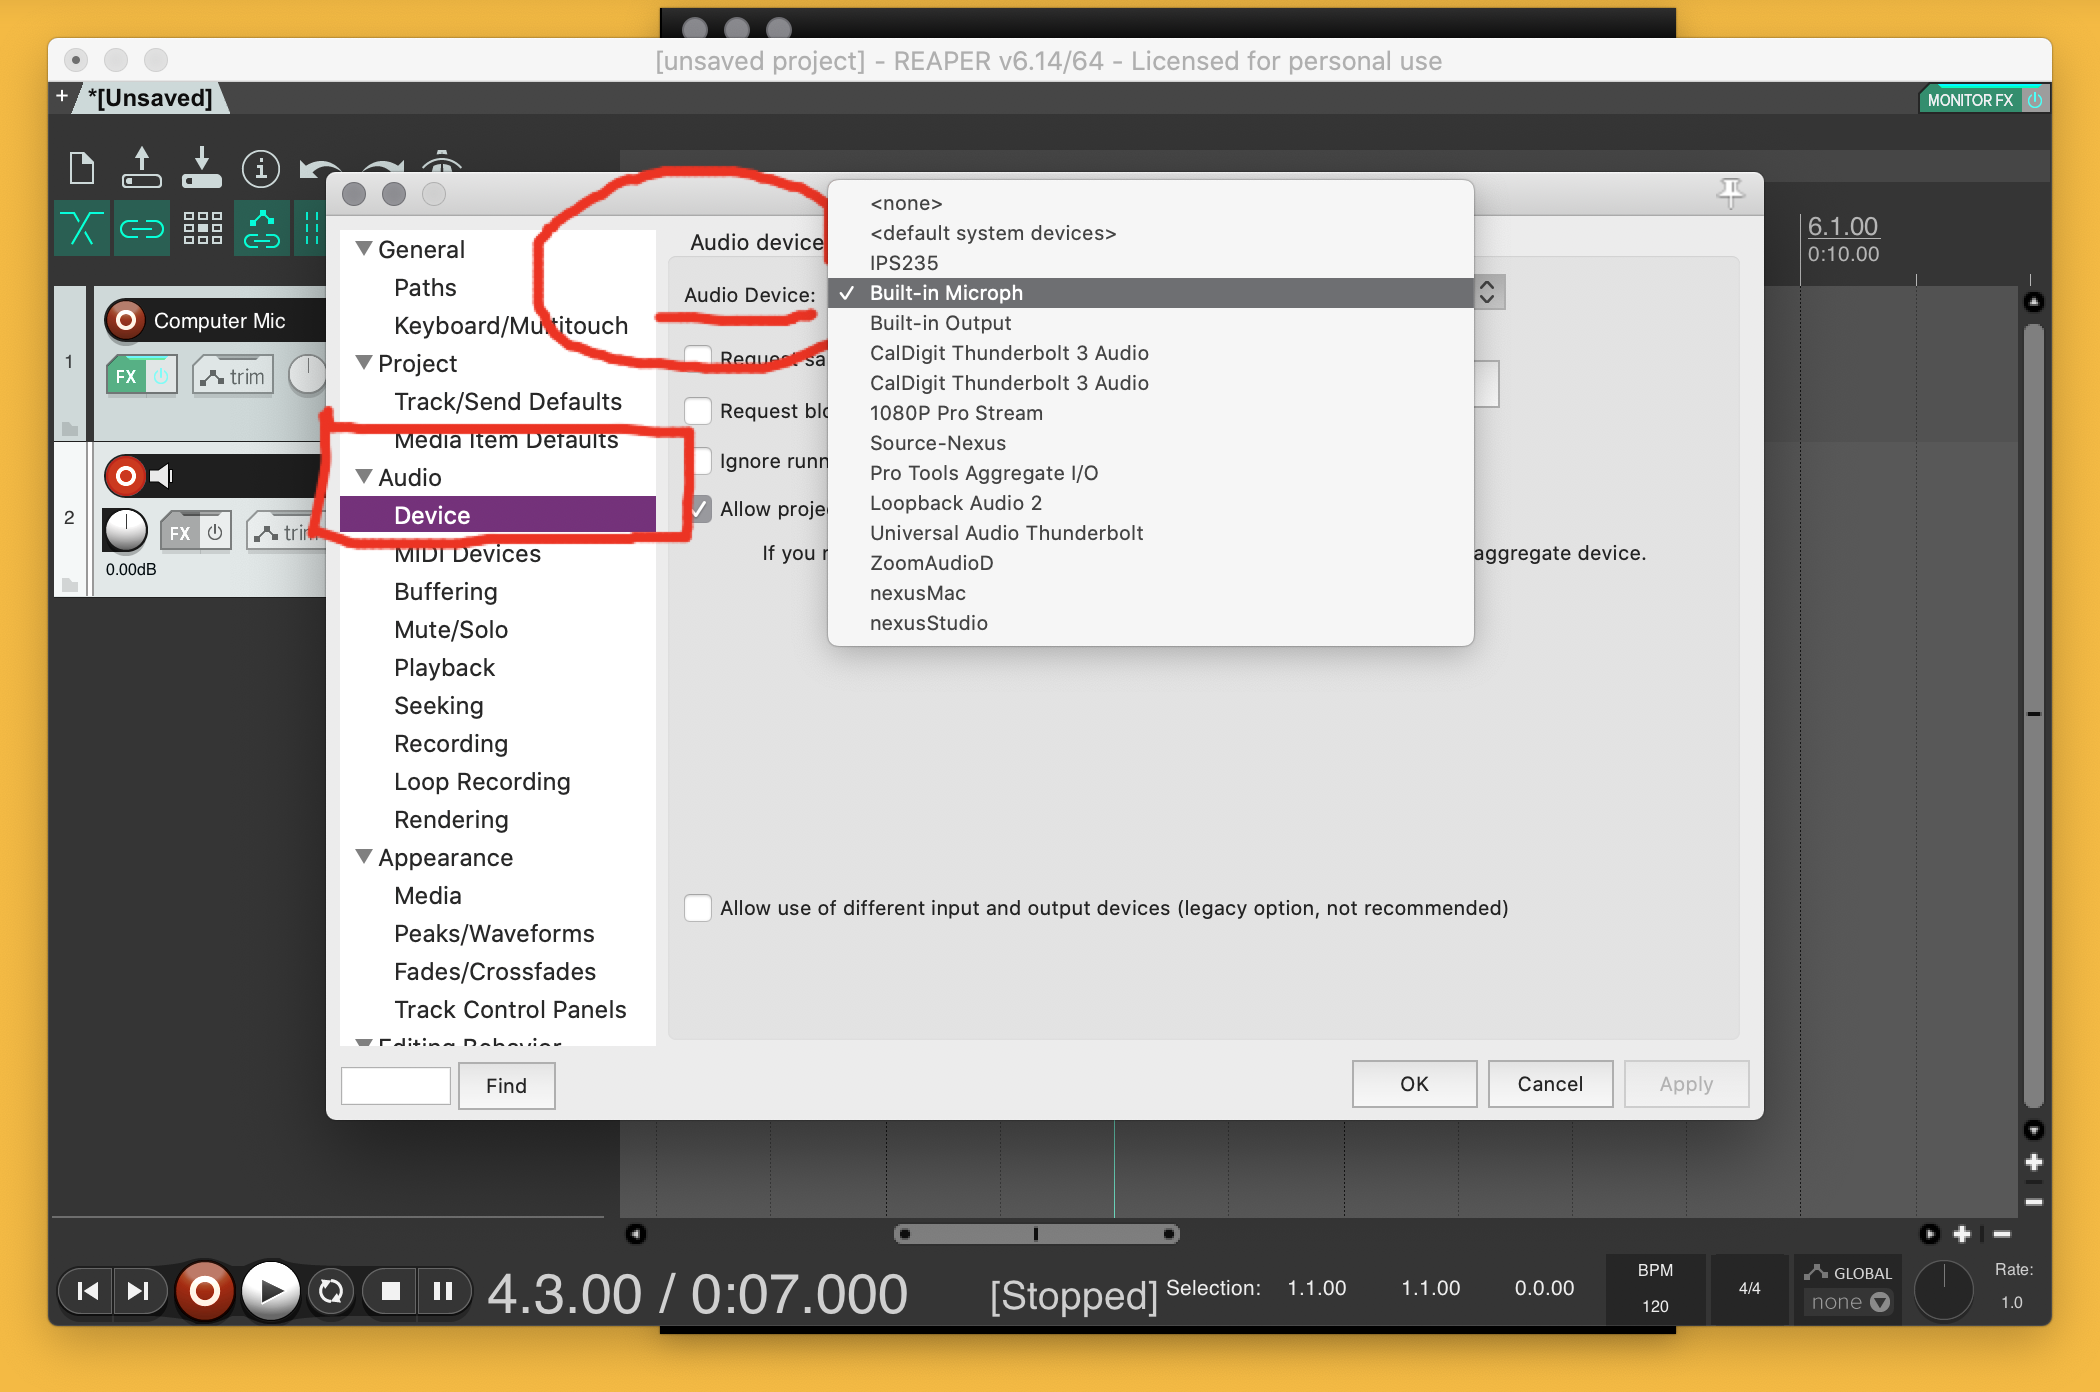 [unsaved project] - REAPER v6.14/64 - Licensed for personal use
+ *[Unsaved]
MONITOR FX
6.1.00
0:10.00
1
Computer Mic
FX
trim
2
FX
trim
0.00dB
General
Paths
Keyboard/Multitouch
Project
Track/Send Defaults
Media Item Defaults
Audio
Device
MIDI Devices
Buffering
Mute/Solo
Playback
Seeking
Recording
Loop Recording
Rendering
Appearance
Media
Peaks/Waveforms
Fades/Crossfades
Track Control Panels
Editing Behavior
Find
Audio device
Audio Device:
Request sa
Request blo
Ignore runn
Allow proje
If you r
aggregate device.
<none>
<default system devices>
IPS235
✓ Built-in Microph
Built-in Output
CalDigit Thunderbolt 3 Audio
CalDigit Thunderbolt 3 Audio
1080P Pro Stream
Source-Nexus
Pro Tools Aggregate I/O
Loopback Audio 2
Universal Audio Thunderbolt
ZoomAudioD
nexusMac
nexusStudio
Allow use of different input and output devices (legacy option, not recommended)
OK
Cancel
Apply
4.3.00 / 0:07.000
[Stopped]
Selection:
1.1.00
1.1.00
0.0.00
BPM
120
4/4
GLOBAL
none
Rate:
1.0